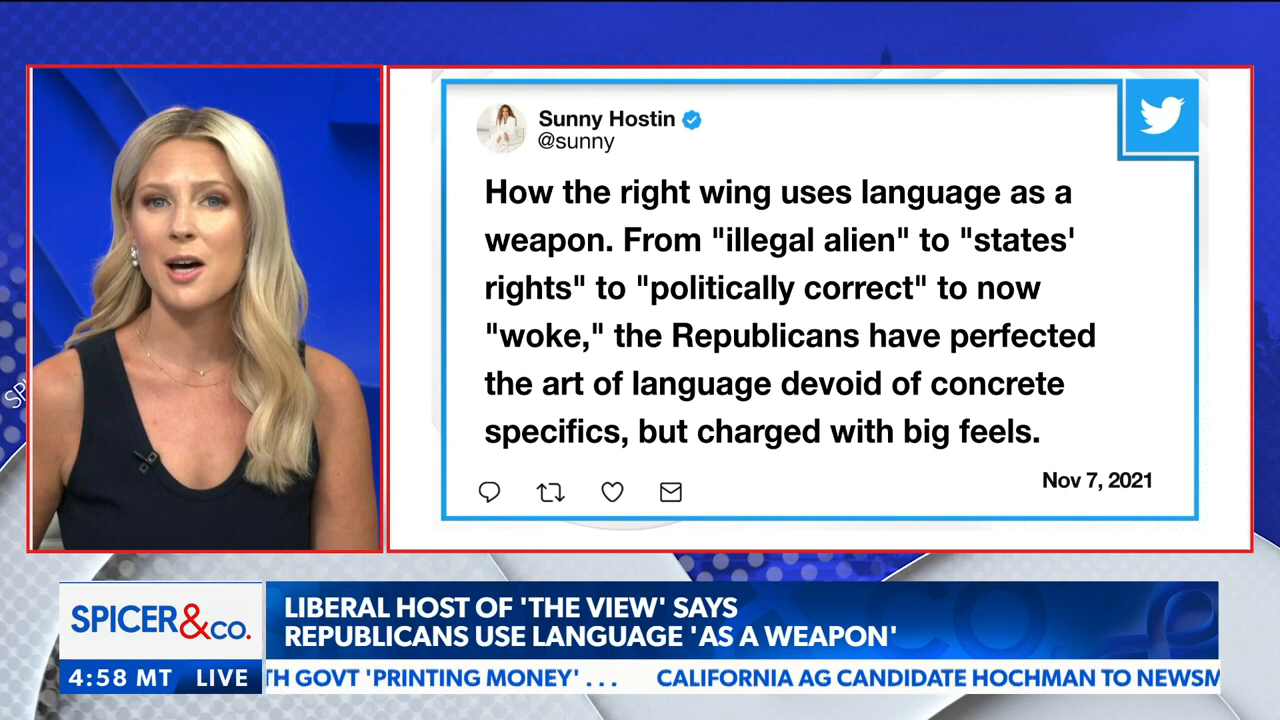 Sunny Hostin
@sunny
How the right wing uses language as a
weapon. From "illegal alien" to "states'
rights" to "politically correct" to now
"woke," the Republicans have perfected
the art of language devoid of concrete
specifics, but charged with big feels.
Nov 7, 2021
SP
SPICER&CO.
LIBERAL HOST OF 'THE VIEW' SAYS
REPUBLICANS USE LANGUAGE 'AS A WEAPON'
4:58 MT LIVE
TH GOVT 'PRINTING MONEY' . . . CALIFORNIA AG CANDIDATE HOCHMAN TO NEWSM